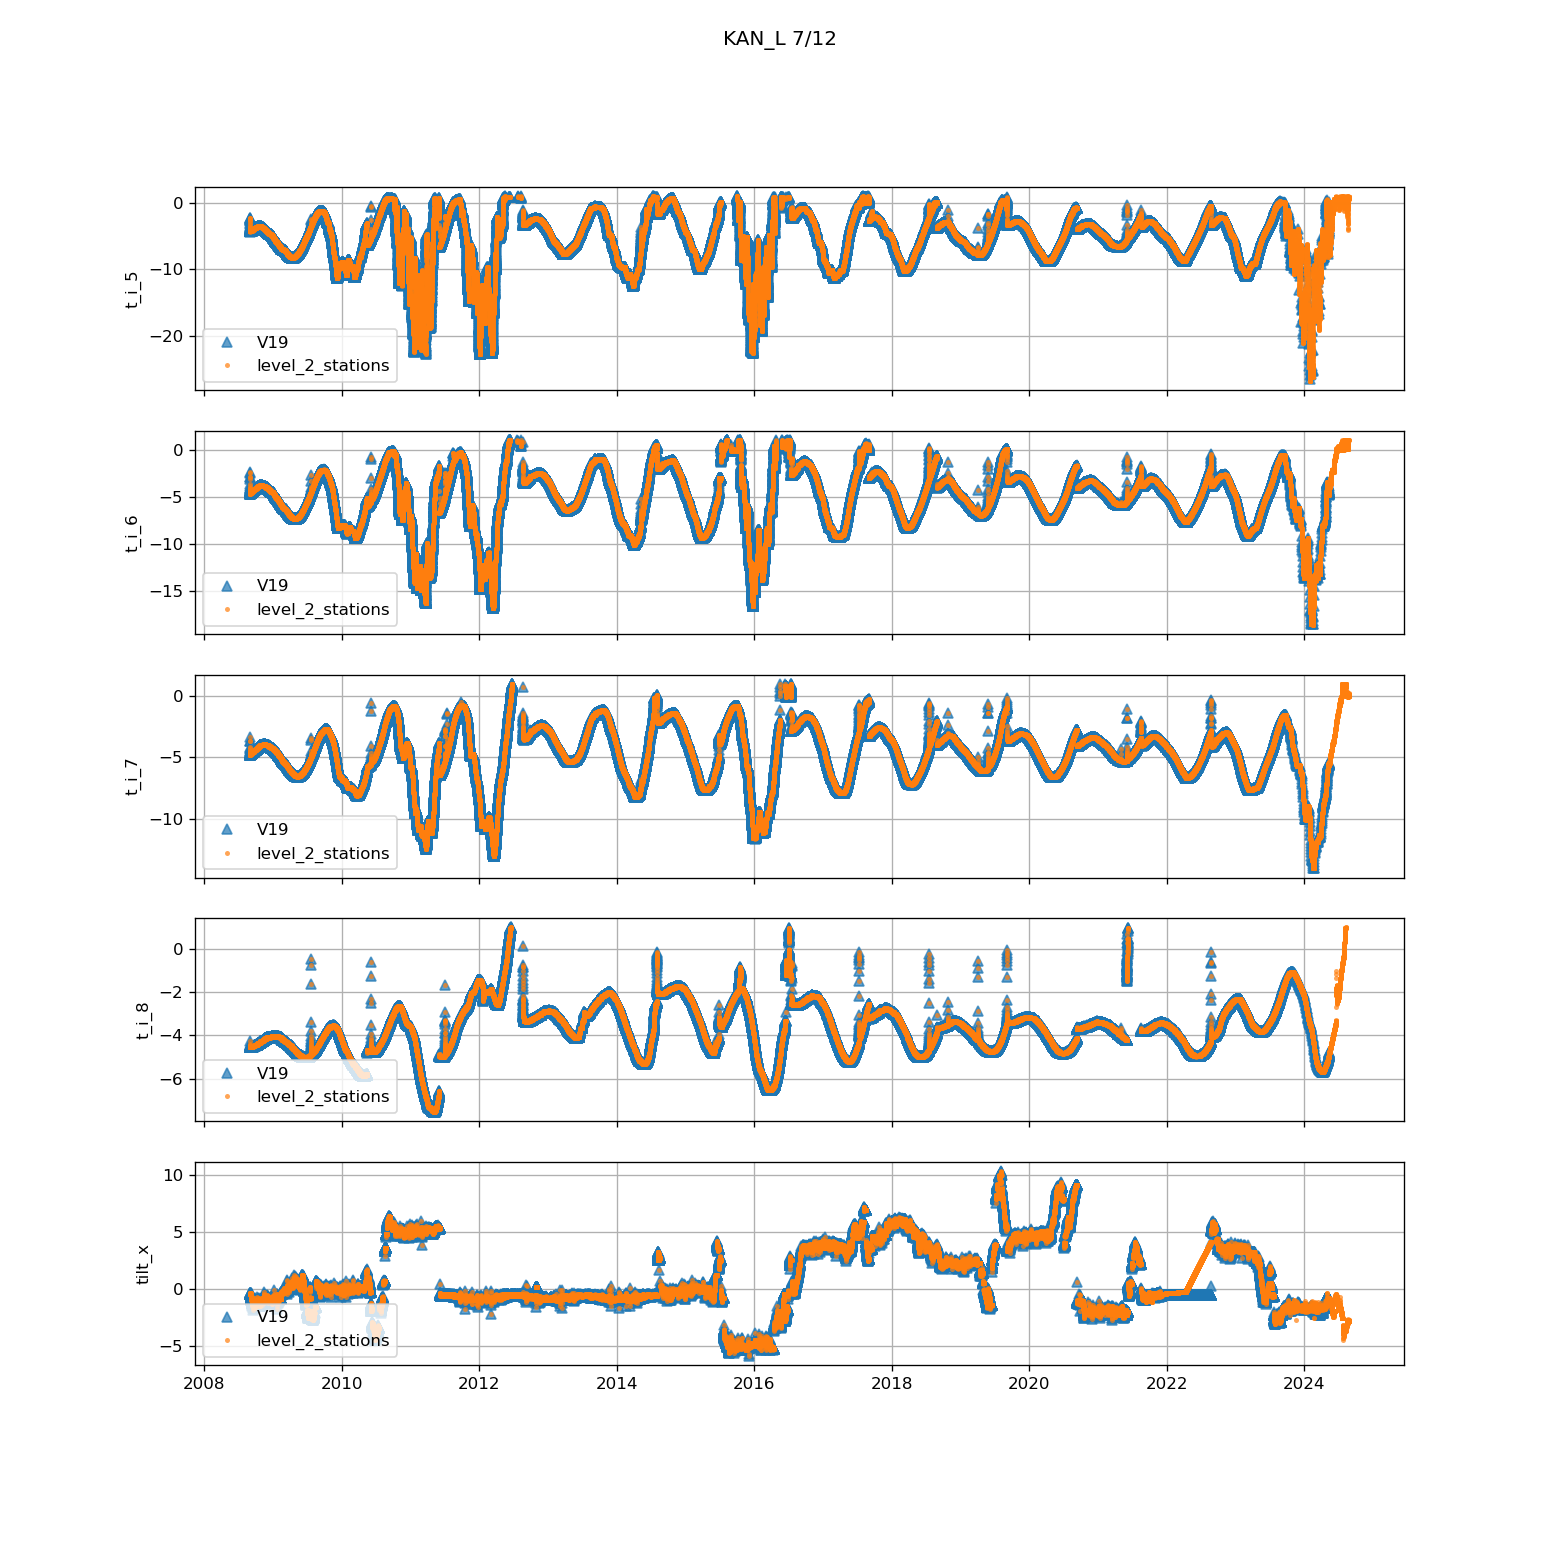 KAN_L 7/12
0
−10
−20
t_i_5
V19
level_2_stations
0
−5
−10
−15
t_i_6
V19
level_2_stations
0
−5
−10
t_i_7
V19
level_2_stations
0
−2
−4
−6
t_i_8
V19
level_2_stations
10
5
0
−5
tilt_x
V19
level_2_stations
2008 2010 2012 2014 2016 2018 2020 2022 2024